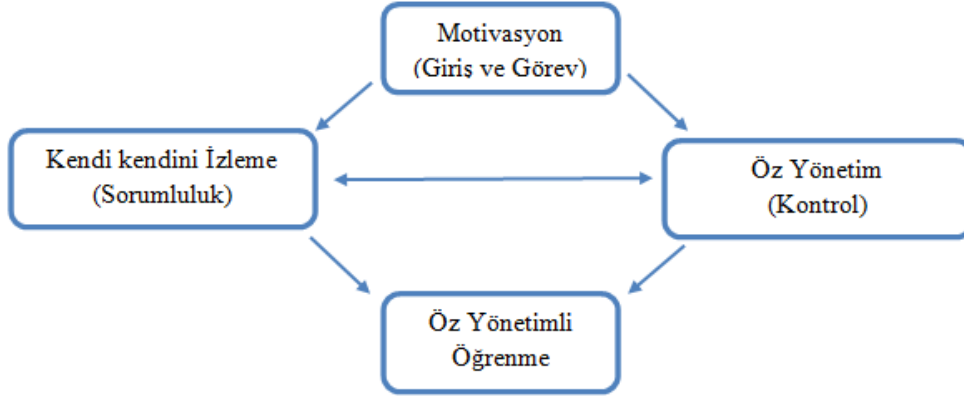 Motivasyon
(Giriş ve Görev)
Kendi kendini İzleme
(Sorumluluk)
Öz Yönetim
(Kontrol)
Öz Yönetimli
Öğrenme